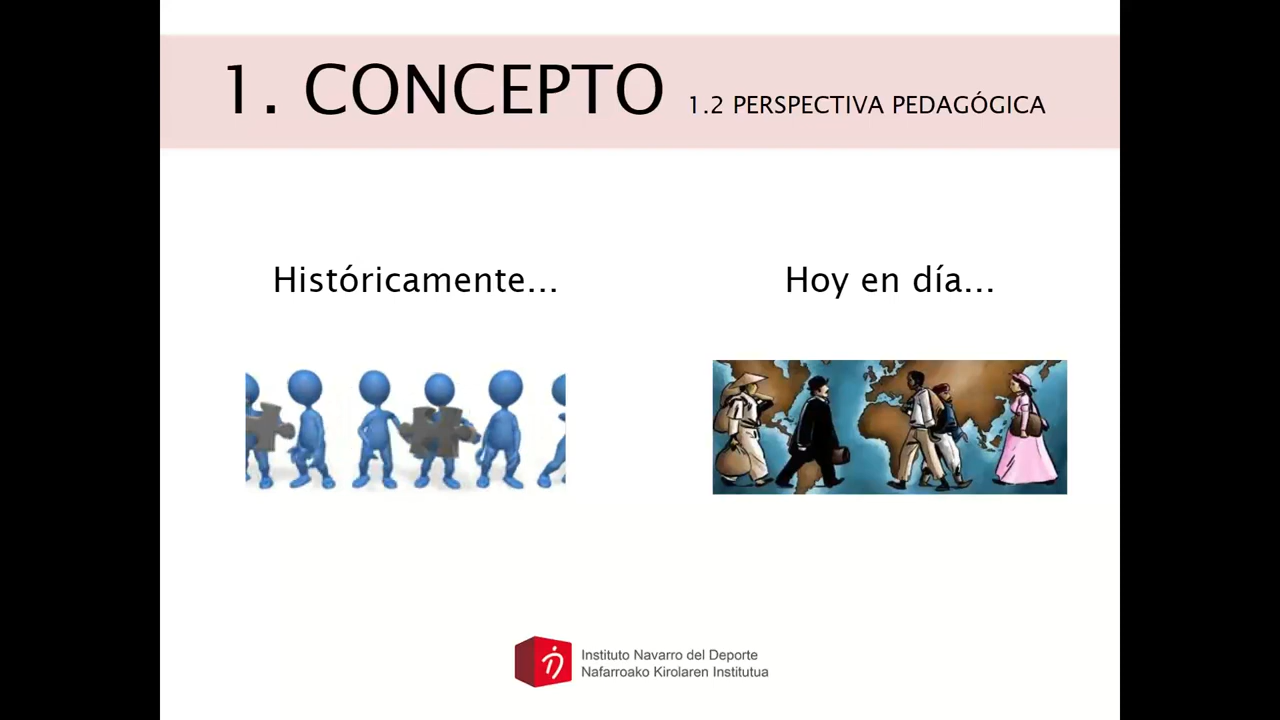 1. CONCEPTO 1.2 PERSPECTIVA PEDAGÓGICA
Históricamente...
Hoy en día...
Instituto Navarro del Deporte
Nafarroako Kirolaren Institutua